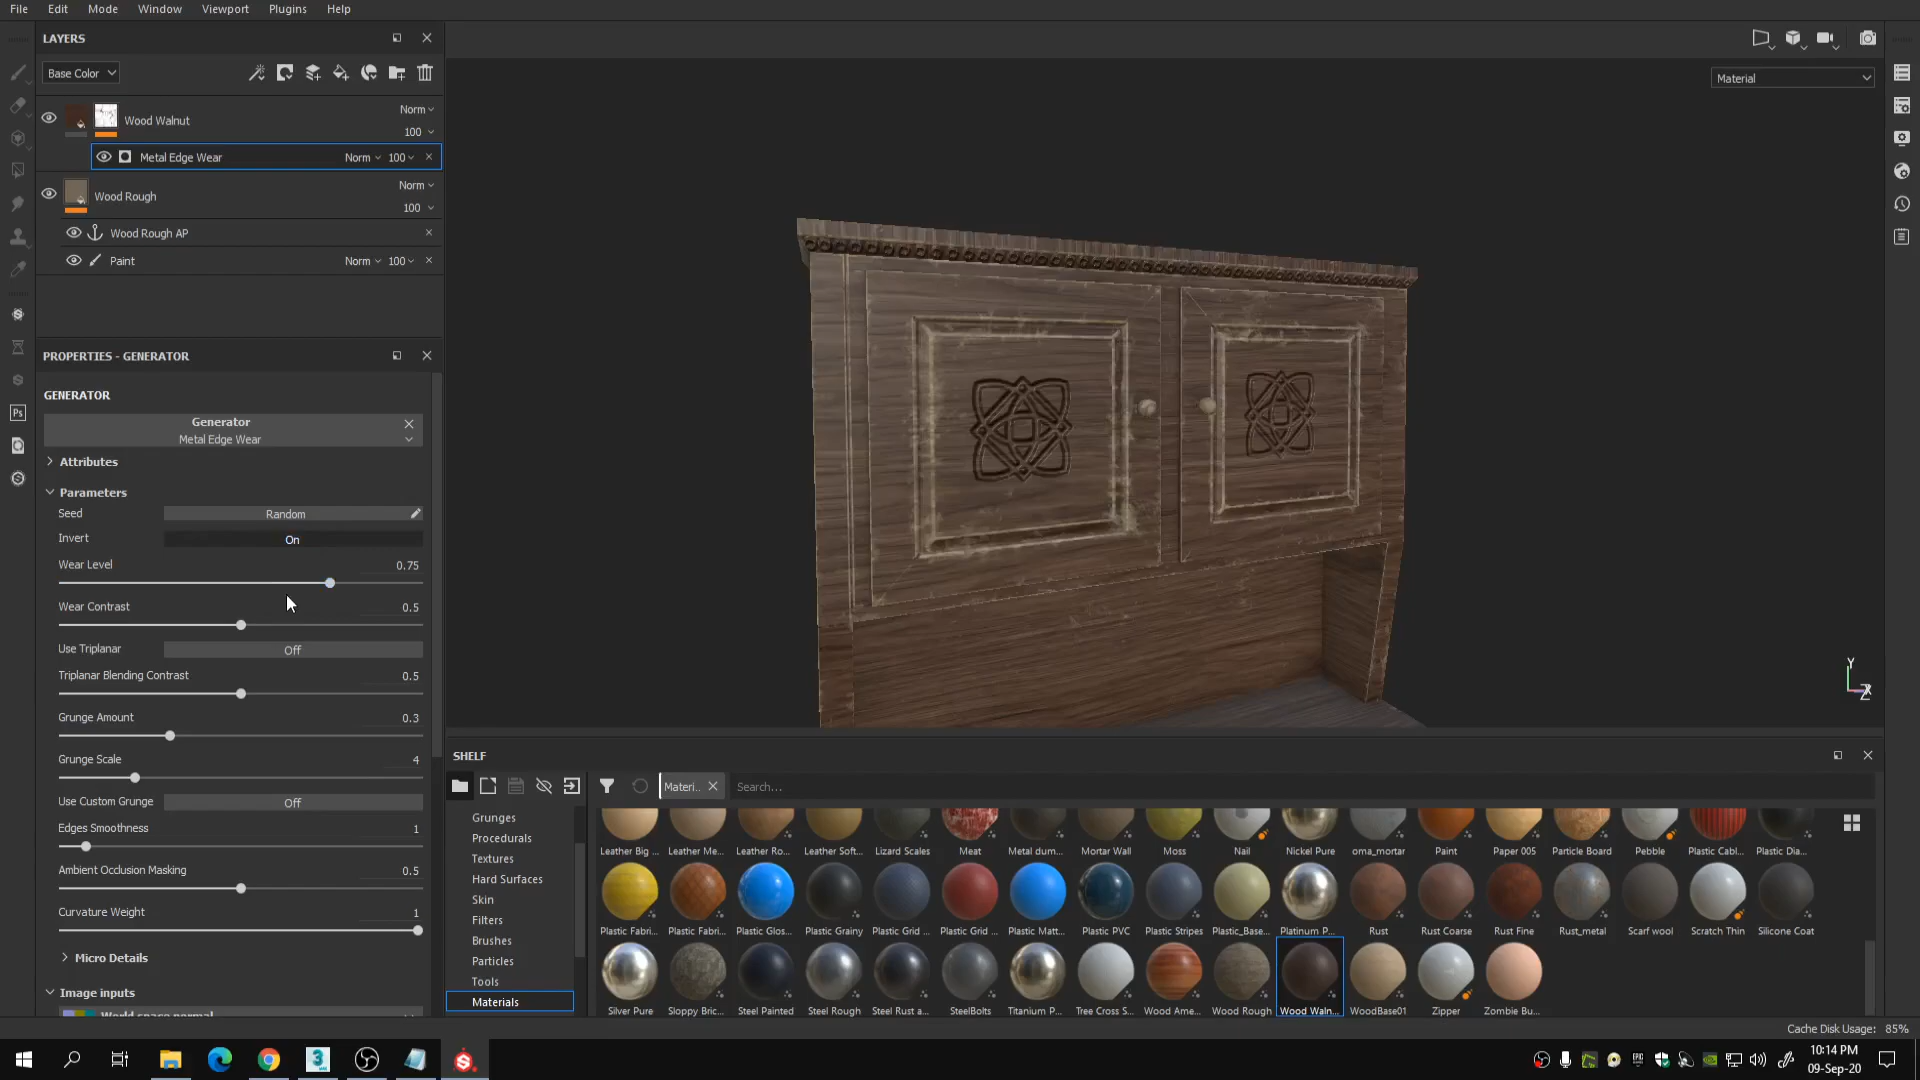 File Edit Mode Window Viewport Plugins Help
LAYERS
Base Color
Material
Wood Walnut
Norm
100
Metal Edge Wear Norm 100
Wood Rough
Norm
100
Wood Rough AP
Paint Norm 100
PROPERTIES - GENERATOR
GENERATOR
Generator
Metal Edge Wear
Attributes
Parameters
Seed Random
Invert On
Wear Level 0.75
Wear Contrast 0.5
Use Triplanar Off
Triplanar Blending Contrast 0.5
Grunge Amount 0.3
Grunge Scale 4
Use Custom Grunge Off
Edges Smoothness 1
Ambient Occlusion Masking 0.5
Curvature Weight 1
Micro Details
Image inputs
World space normal
Ps
Y
Z
SHELF
Materi.. Search...
Grunges
Procedurals
Textures
Hard Surfaces
Skin
Filters
Brushes
Particles
Tools
Materials
Leather Big ... Leather Me... Leather Ro... Leather Soft... Lizard Scales Meat Metal dum... Mortar Wall Moss Nail Nickel Pure oma_mortar Paint Paper 005 Particle Board Pebble Plastic Cabl... Plastic Dia...
Plastic Fabri... Plastic Fabri... Plastic Glos... Plastic Grainy Plastic Grid ... Plastic Grid ... Plastic Matt... Plastic PVC Plastic Stripes Plastic_Base... Platinum P... Rust Rust Coarse Rust Fine Rust_metal Scarf wool Scratch Thin Silicone Coat
Silver Pure Sloppy Bric... Steel Painted Steel Rough Steel Rust a... SteelBolts Titanium P... Tree Cross S... Wood Ame... Wood Rough Wood Waln... WoodBase01 Zipper Zombie Bu...
Cache Disk Usage: 85%
10:14 PM
09-Sep-20